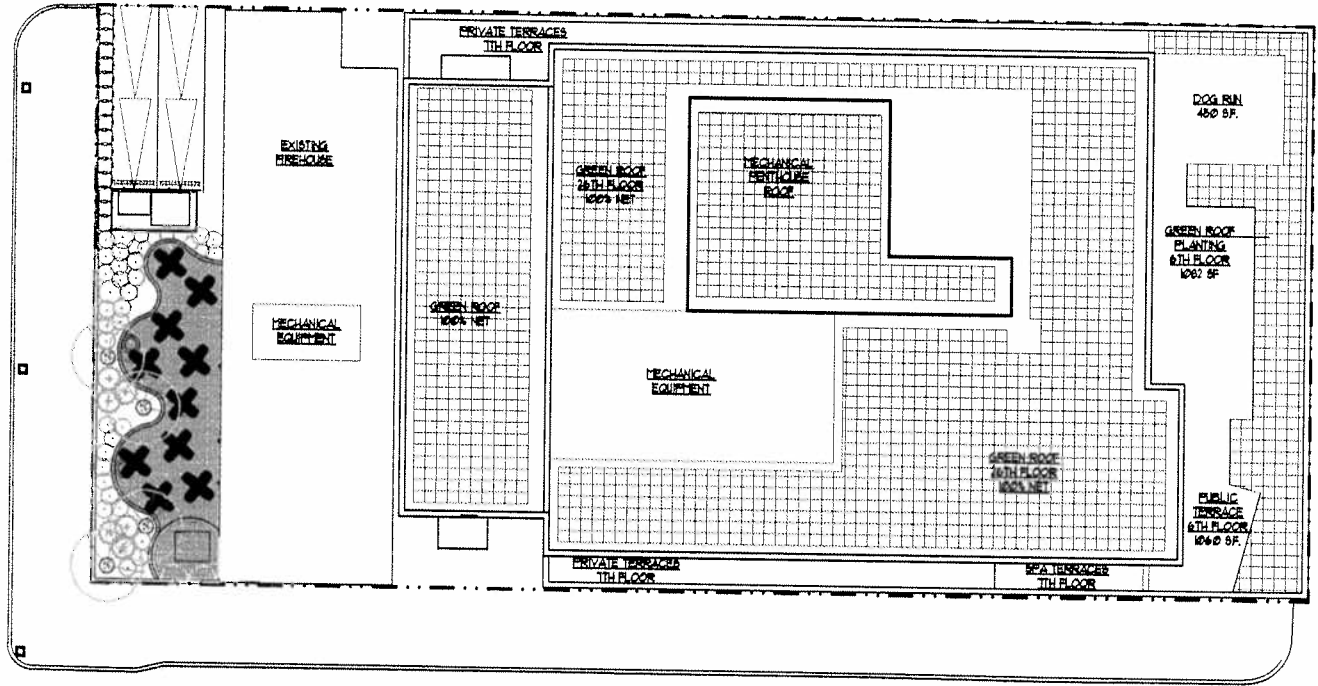 PRIVATE TERRACES
7TH FLOOR
DOG RUN
480 SF.
EXISTING
FIREHOUSE
GREEN ROOF
26TH FLOOR
100% NET
MECHANICAL
PENTHOUSE
ROOF
GREEN ROOF
PLANTING
6TH FLOOR
1082 SF
GREEN ROOF
100% NET
MECHANICAL
EQUIPMENT
MECHANICAL
EQUIPMENT
GREEN ROOF
26TH FLOOR
100% NET
PUBLIC
TERRACE
6TH FLOOR
1060 SF.
PRIVATE TERRACES
7TH FLOOR
SPA TERRACES
7TH FLOOR